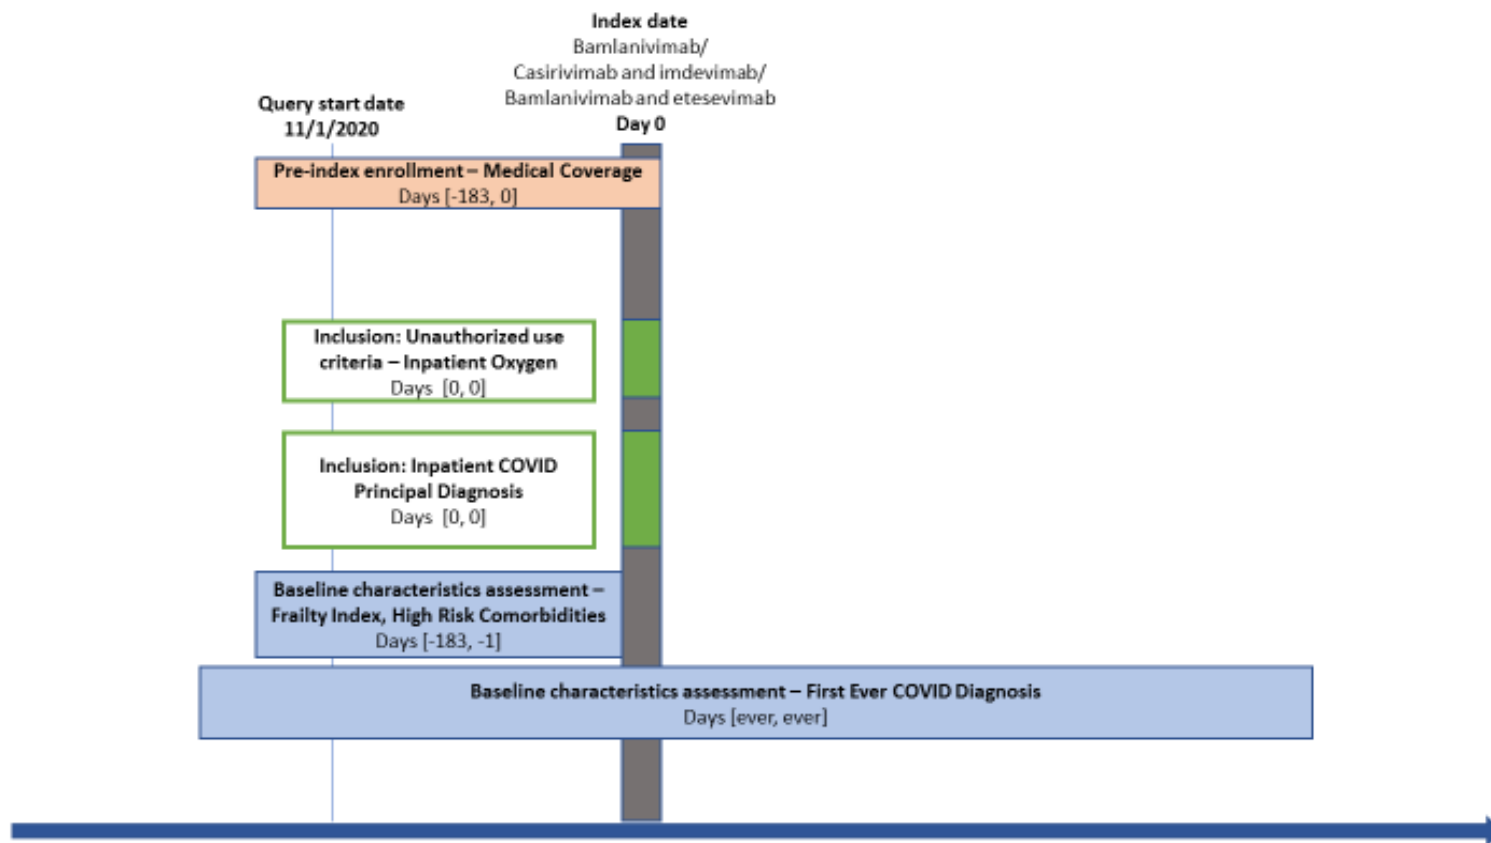 Index date
Bamlanivimab/
Casirivimab and imdevimab/
Bamlanivimab and etesevimab
Day 0
Query start date
11/1/2020
Pre-index enrollment – Medical Coverage
Days [-183, 0]
Inclusion: Unauthorized use
criteria – Inpatient Oxygen
Days [0, 0]
Inclusion: Inpatient COVID
Principal Diagnosis
Days [0, 0]
Baseline characteristics assessment –
Frailty Index, High Risk Comorbidities
Days [-183, -1]
Baseline characteristics assessment – First Ever COVID Diagnosis
Days [ever, ever]